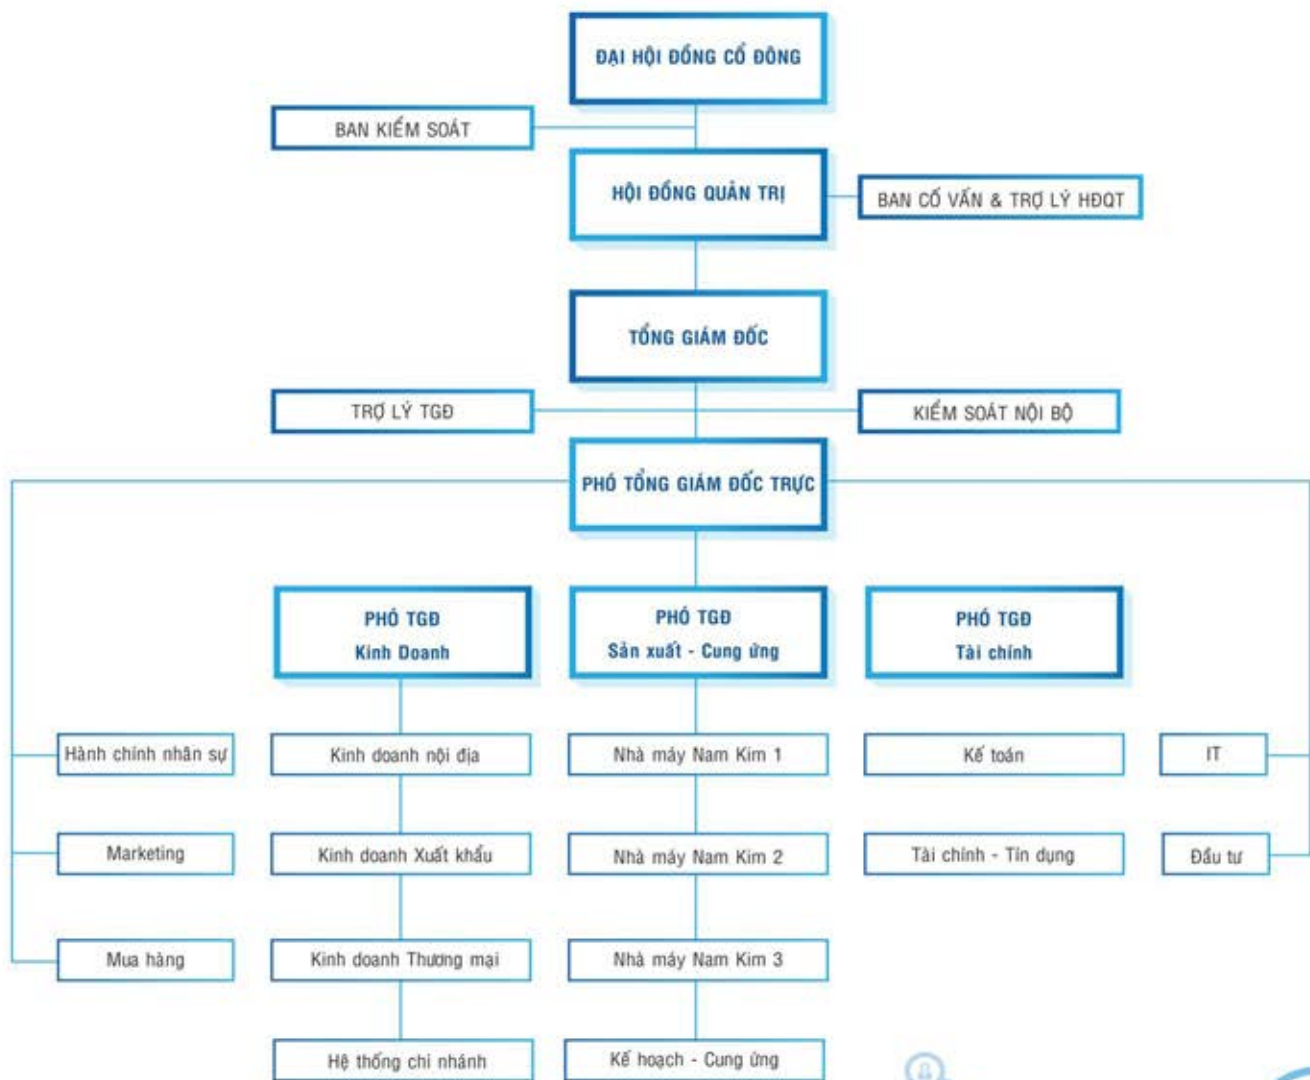 ĐẠI HỘI ĐỒNG CỔ ĐÔNG
BAN KIỂM SOÁT
HỘI ĐỒNG QUẢN TRỊ
BAN CỐ VẤN & TRỢ LÝ HĐQT
TỔNG GIÁM ĐỐC
TRỢ LÝ TGĐ
KIỂM SOÁT NỘI BỘ
PHÓ TỔNG GIÁM ĐỐC TRỰC
PHÓ TGĐ
Kinh Doanh
PHÓ TGĐ
Sản xuất - Cung ứng
PHÓ TGĐ
Tài chính
Hành chính nhân sự
Kinh doanh nội địa
Nhà máy Nam Kim 1
Kế toán
IT
Marketing
Kinh doanh Xuất khẩu
Nhà máy Nam Kim 2
Tài chính - Tín dụng
Đầu tư
Mua hàng
Kinh doanh Thương mại
Nhà máy Nam Kim 3
Hệ thống chi nhánh
Kế hoạch - Cung ứng